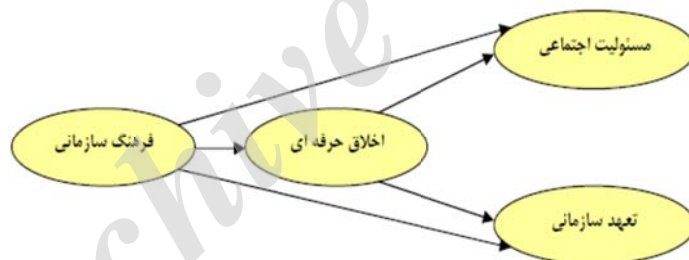 مسئولیت اجتماعی
فرهنگ سازمانی
اخلاق حرفه ای
تعهد سازمانی
chive